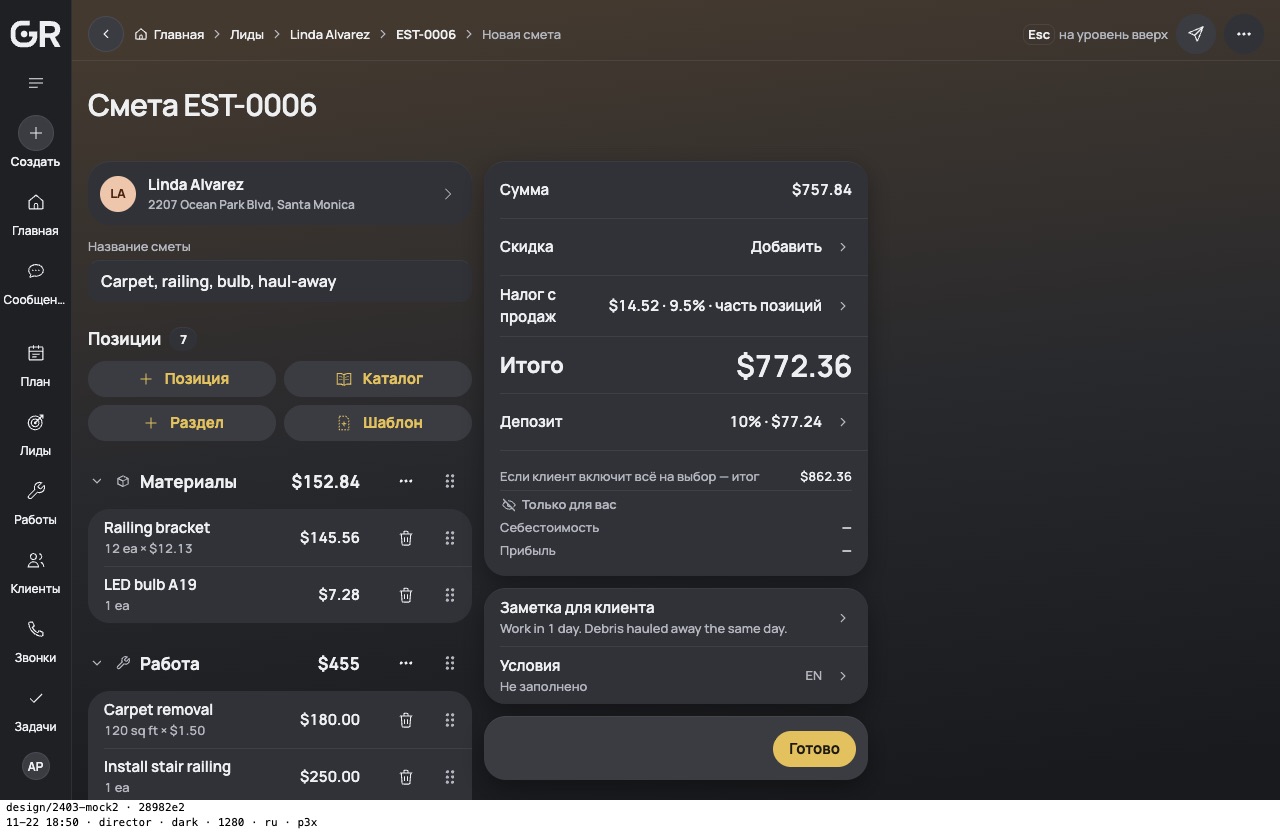 GR
Главная > Лиды > Linda Alvarez > EST-0006 > Новая смета
Esc на уровень вверх
Создать
Главная
Сообщен…
План
Лиды
Работы
Клиенты
Звонки
Задачи
AP
Смета EST-0006
LA
Linda Alvarez
2207 Ocean Park Blvd, Santa Monica
Название сметы
Carpet, railing, bulb, haul-away
Позиции 7
+ Позиция
Каталог
+ Раздел
Шаблон
Материалы $152.84
Railing bracket $145.56
12 ea × $12.13
LED bulb A19 $7.28
1 ea
Работа $455
Carpet removal $180.00
120 sq ft × $1.50
Install stair railing $250.00
1 ea
Сумма $757.84
Скидка Добавить
Налог с
продаж
$14.52 · 9.5% · часть позиций
Итого $772.36
Депозит 10% · $77.24
Если клиент включит всё на выбор — итог $862.36
Только для вас
Себестоимость —
Прибыль —
Заметка для клиента
Work in 1 day. Debris hauled away the same day.
Условия
Не заполнено
EN
Готово
design/2403-mock2 · 28982e2
11-22 18:50 · director · dark · 1280 · ru · p3x